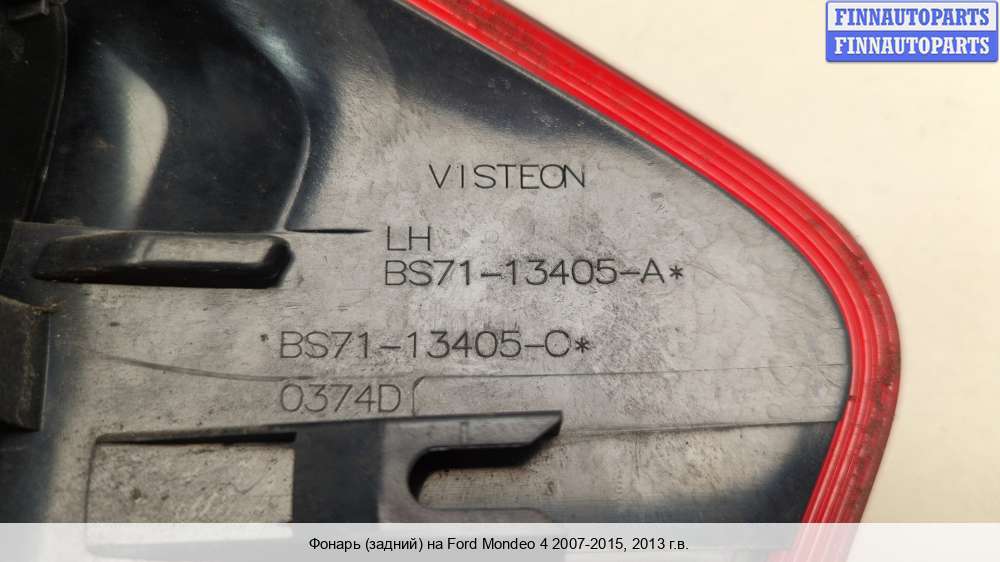 FINNAUTOPARTS
FINNAUTOPARTS
VISTEON
LH
BS71-13405-A*
BS71-13405-C*
0374D
Фонарь (задний) на Ford Mondeo 4 2007-2015, 2013 г.в.